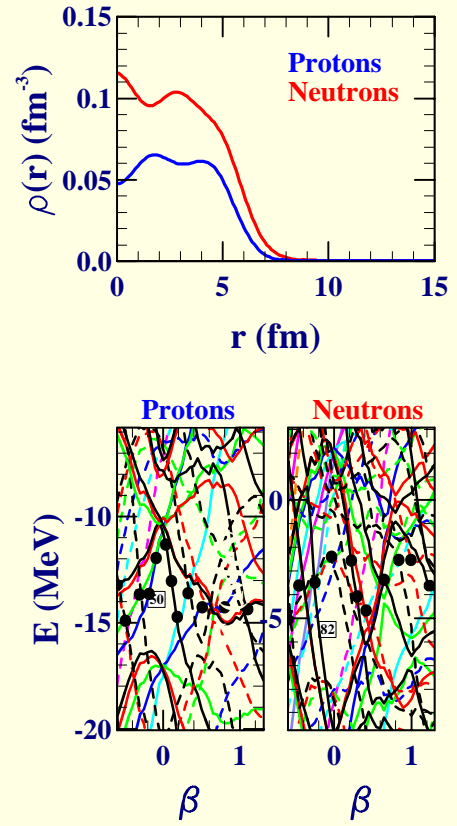 ρ(r) (fm-3)
0.15
0.1
0.05
0.0
Protons
Neutrons
0 5 10 15
r (fm)
Protons Neutrons
E (MeV)
-10
-15
-20
50
0
-5
82
0 1 0 1
β β